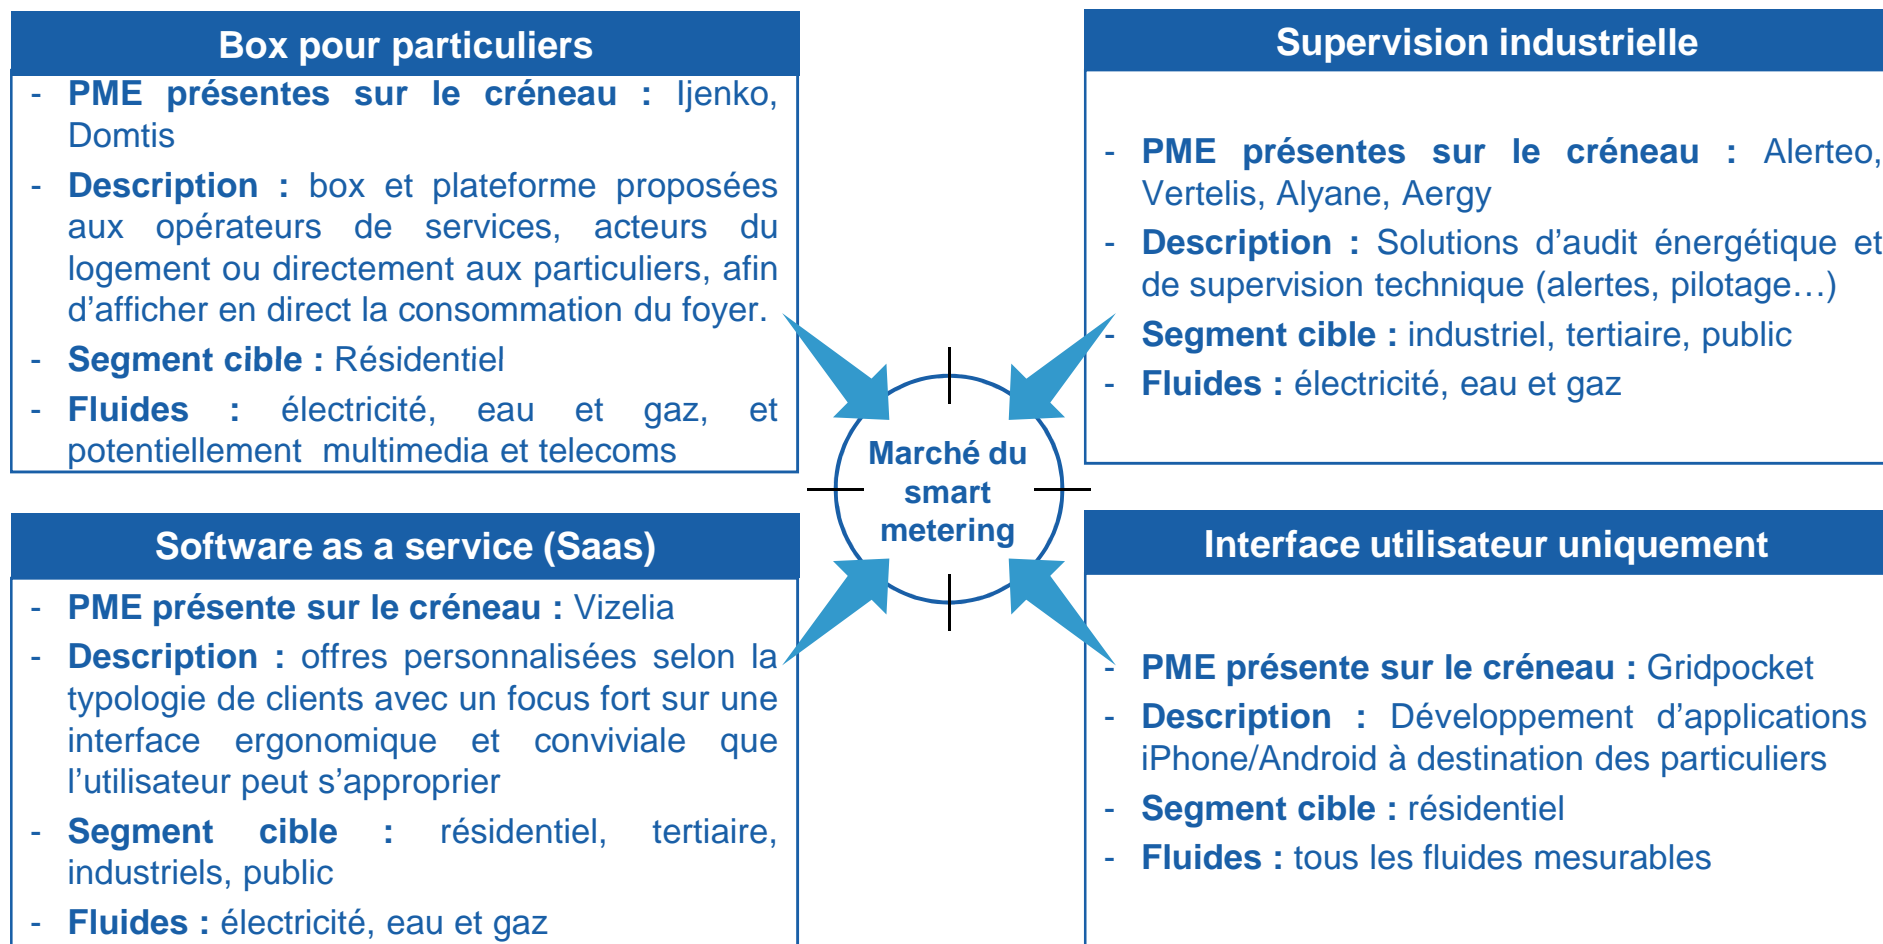 Box pour particuliers
- PME présentes sur le créneau : Ijenko,
Domtis
- Description : box et plateforme proposées
aux opérateurs de services, acteurs du
logement ou directement aux particuliers, afin
d’afficher en direct la consommation du foyer.
- Segment cible : Résidentiel
- Fluides : électricité, eau et gaz, et
potentiellement multimedia et telecoms
Supervision industrielle
- PME présentes sur le créneau : Alerteo,
Vertelis, Alyane, Aergy
- Description : Solutions d’audit énergétique et
de supervision technique (alertes, pilotage…)
- Segment cible : industriel, tertiaire, public
- Fluides : électricité, eau et gaz
Marché du
smart
metering
Software as a service (Saas)
- PME présente sur le créneau : Vizelia
- Description : offres personnalisées selon la
typologie de clients avec un focus fort sur une
interface ergonomique et conviviale que
l’utilisateur peut s’approprier
- Segment cible : résidentiel, tertiaire,
industriels, public
- Fluides : électricité, eau et gaz
Interface utilisateur uniquement
- PME présente sur le créneau : Gridpocket
- Description : Développement d’applications
iPhone/Android à destination des particuliers
- Segment cible : résidentiel
- Fluides : tous les fluides mesurables